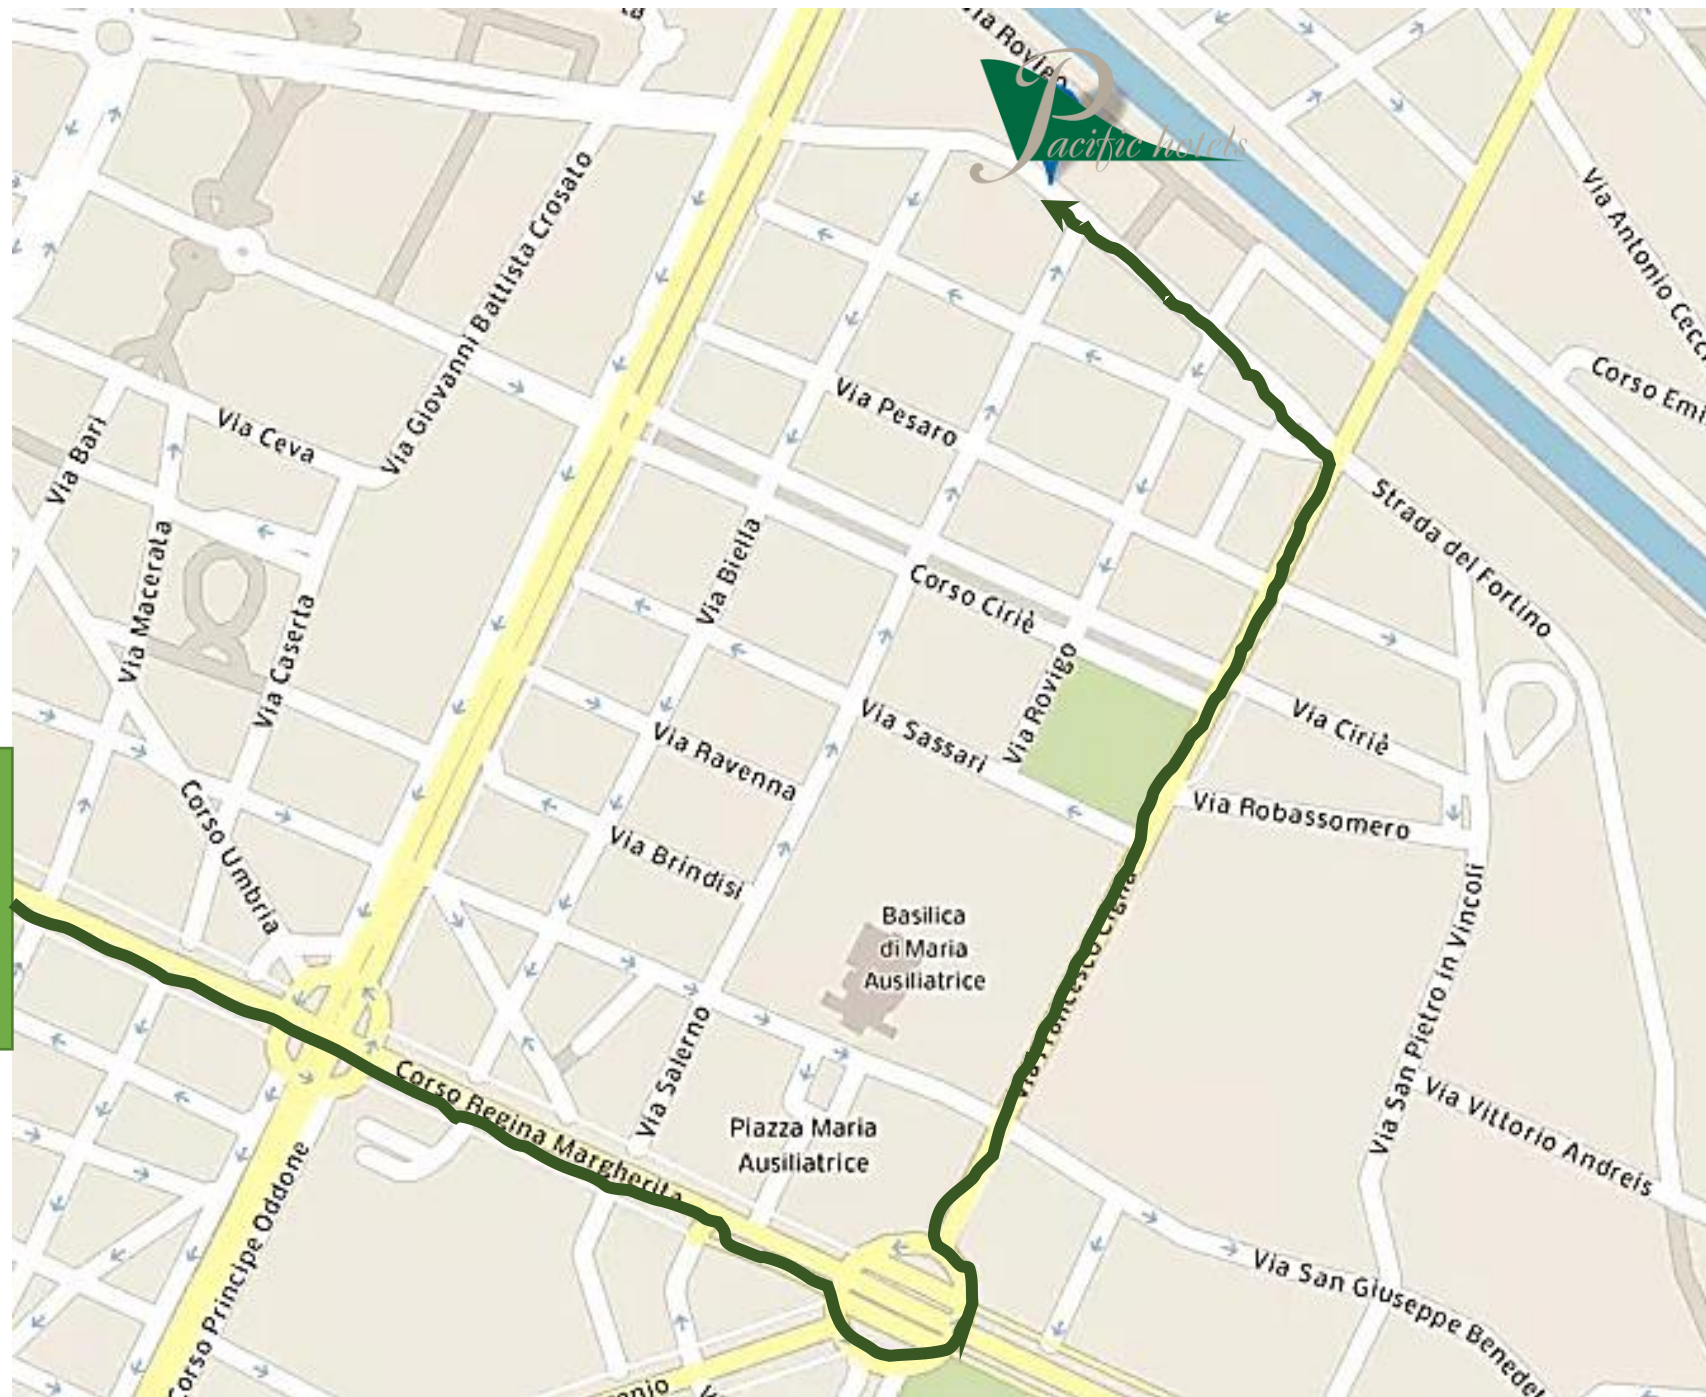 Via Rovigo
Pacific hotels
Via Antonio Cecchi
Via Giovanni Battista Crosato
Corso Emi
Via Pesaro
Via Ceva
Via Bari
Strada del Fortino
Via Macerata
Via Biella
Corso Ciriè
Via Caserta
Via Rovigo
Via Sassari
Via Ciriè
Via Ravenna
Via Robassomero
Corso Umbria
Via Brindisi
Basilica
di Maria
Ausiliatrice
Via San Pietro in Vincoli
Via Salerno
Corso Regina Margherita
Piazza Maria
Ausiliatrice
Via Vittorio Andreis
Corso Principe Oddone
Via San Giuseppe Benedet